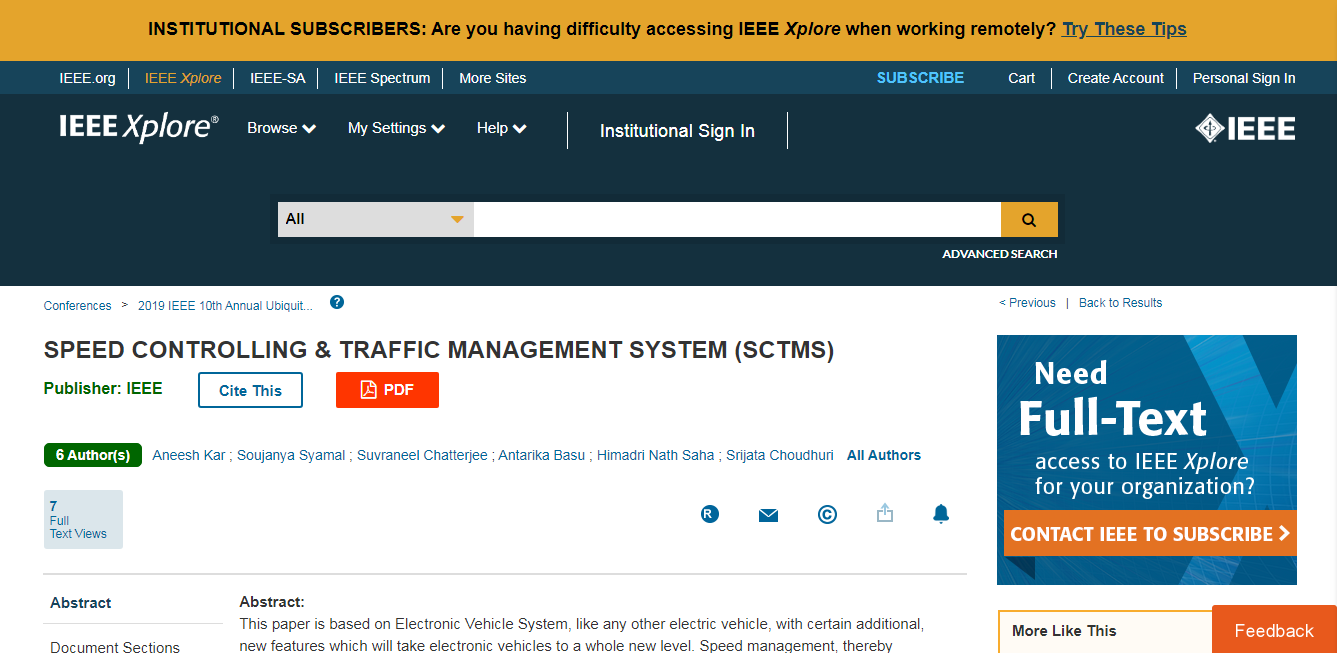 INSTITUTIONAL SUBSCRIBERS: Are you having difficulty accessing IEEE Xplore when working remotely? Try These Tips
IEEE.org IEEE Xplore IEEE-SA IEEE Spectrum More Sites SUBSCRIBE Cart Create Account Personal Sign In
IEEE Xplore® Browse My Settings Help Institutional Sign In IEEE
All
ADVANCED SEARCH
Conferences > 2019 IEEE 10th Annual Ubiquit... ? < Previous | Back to Results
SPEED CONTROLLING & TRAFFIC MANAGEMENT SYSTEM (SCTMS)
Publisher: IEEE Cite This PDF
6 Author(s) Aneesh Kar ; Soujanya Syamal ; Suvraneel Chatterjee ; Antarika Basu ; Himadri Nath Saha ; Srijata Choudhuri All Authors
7
Full
Text Views
R ©
Need
Full-Text
access to IEEE Xplore
for your organization?
CONTACT IEEE TO SUBSCRIBE >
Abstract
Document Sections
Abstract:
This paper is based on Electronic Vehicle System, like any other electric vehicle, with certain additional,
new features which will take electronic vehicles to a whole new level. Speed management, thereby
More Like This
Feedback